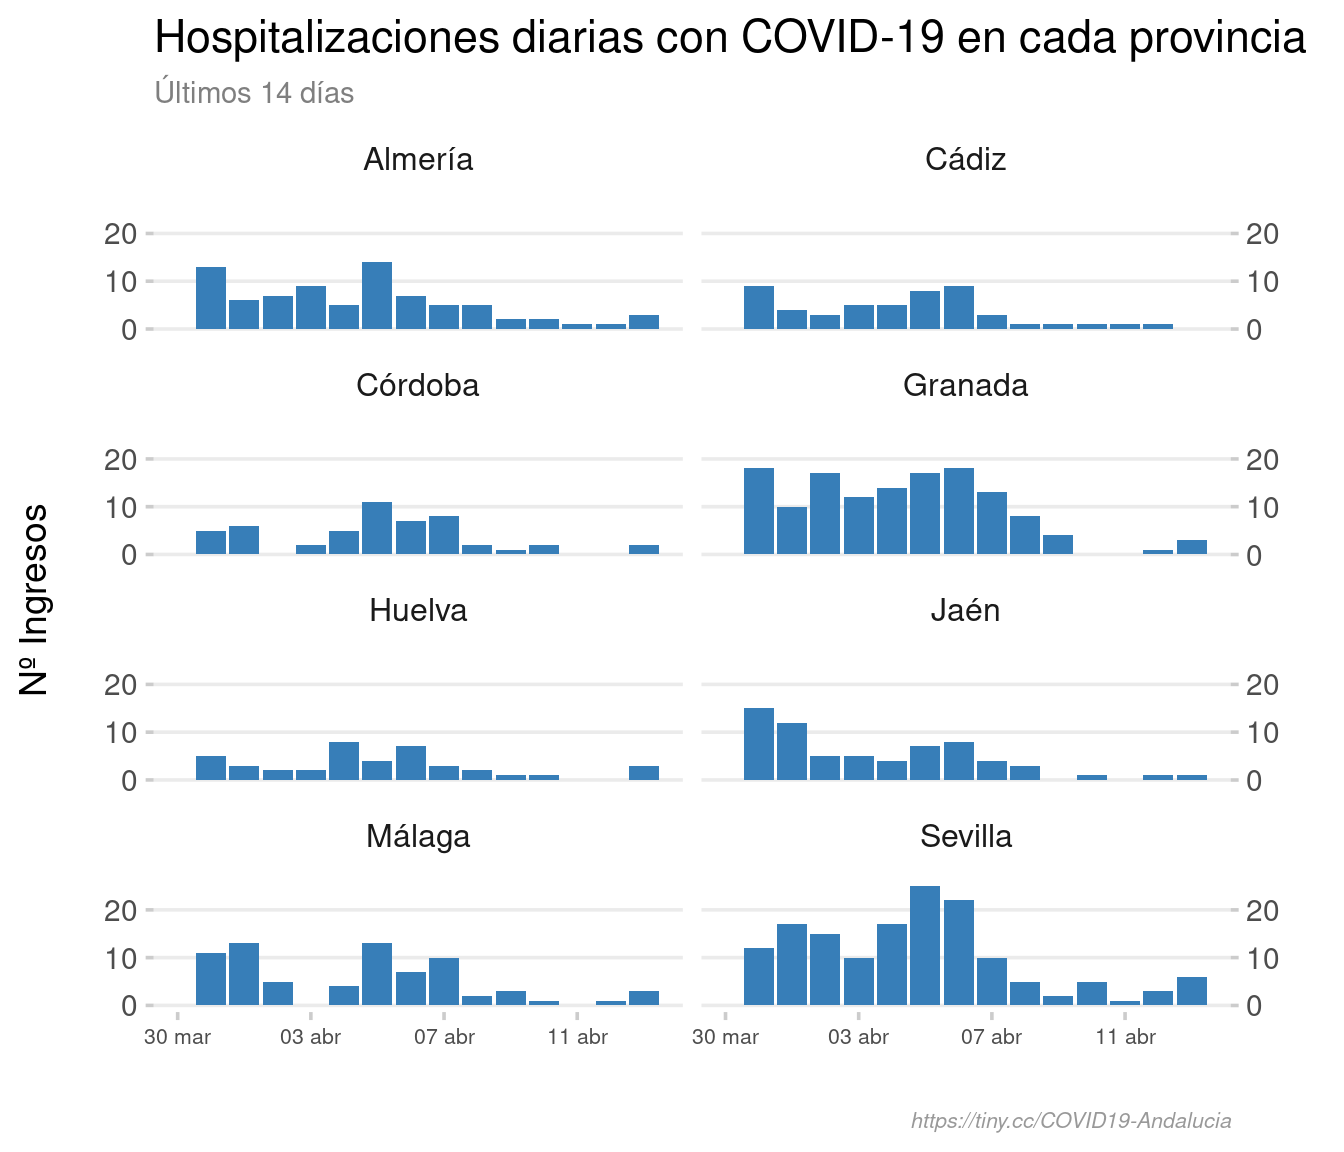 Hospitalizaciones diarias con COVID-19 en cada provincia
Últimos 14 días
Almería
Cádiz
20
10
0
20
10
0
Córdoba
Granada
20
10
0
20
10
0
Nº Ingresos
Huelva
Jaén
20
10
0
20
10
0
Málaga
Sevilla
20
10
0
20
10
0
30 mar 03 abr 07 abr 11 abr
30 mar 03 abr 07 abr 11 abr
https://tiny.cc/COVID19-Andalucia